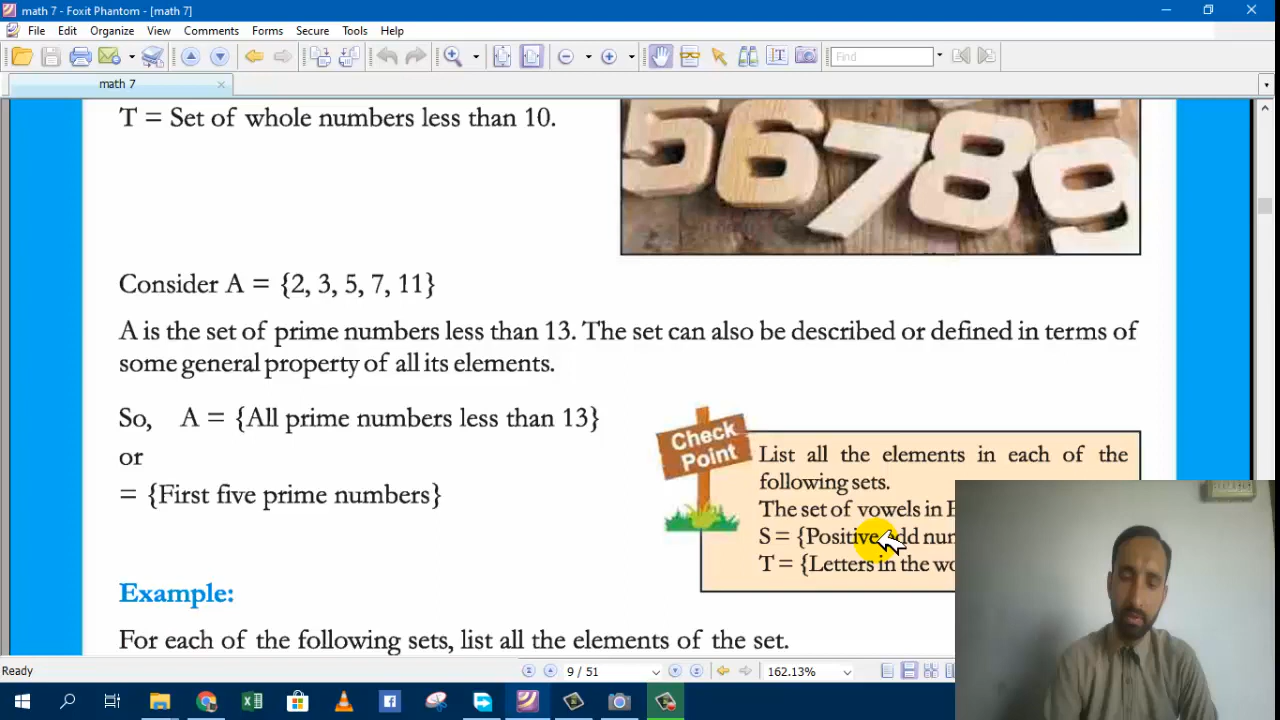 math 7 - Foxit Phantom - [math 7]
File Edit Organize View Comments Forms Secure Tools Help
Find
math 7
T = Set of whole numbers less than 10.
5 6 7 8 9
Consider A = {2, 3, 5, 7, 11}
A is the set of prime numbers less than 13. The set can also be described or defined in terms of
some general property of all its elements.
So, A = {All prime numbers less than 13}
or
= {First five prime numbers}
Check
Point
List all the elements in each of the
following sets.
The set of vowels in
S = {Positive
T = {Letters in the
Example:
For each of the following sets, list all the elements of the set.
Ready
9 / 51
162.13%